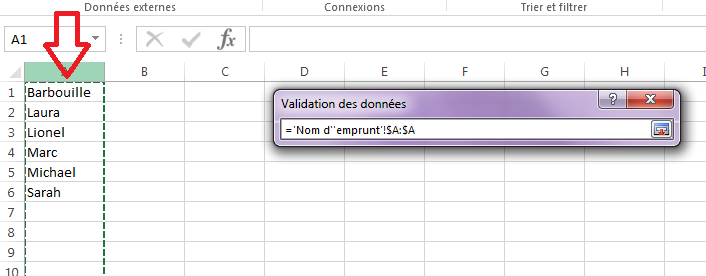 Données externes Connexions Trier et filtrer
A1 fx
B C D E F G H
1 Barbouille
Validation des données ?
2 Laura
='Nom d''emprunt'!$A:$A
3 Lionel
4 Marc
5 Michael
6 Sarah
7
8
9
10